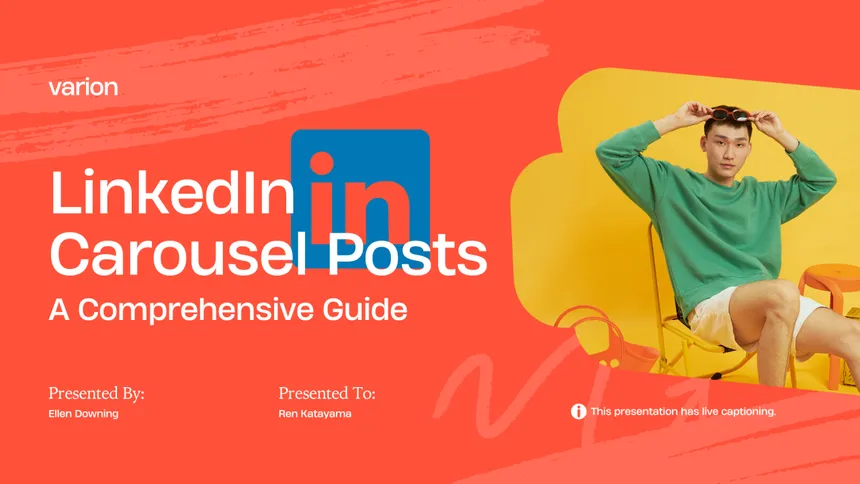 varion
in
LinkedIn
Carousel Posts
A Comprehensive Guide
Presented By:
Ellen Downing
Presented To:
Ren Katayama
This presentation has live captioning.